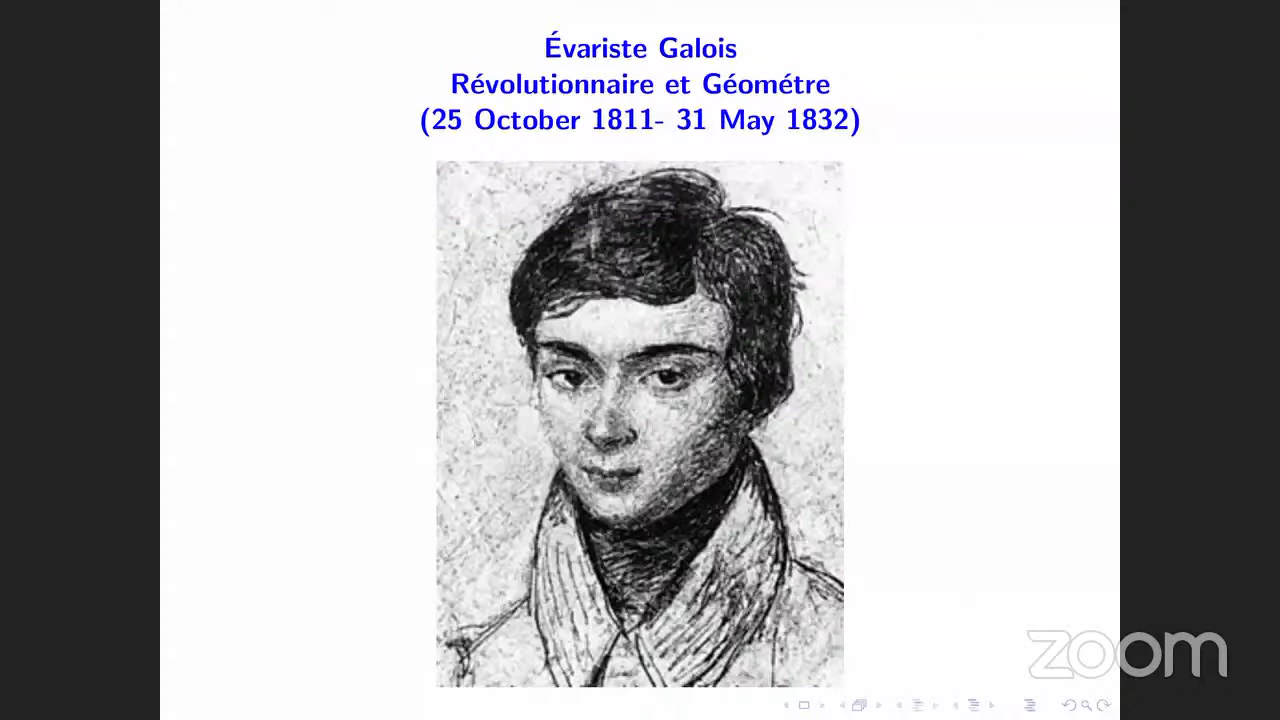 Évariste Galois
Révolutionnaire et Géométre
(25 October 1811- 31 May 1832)
zoom